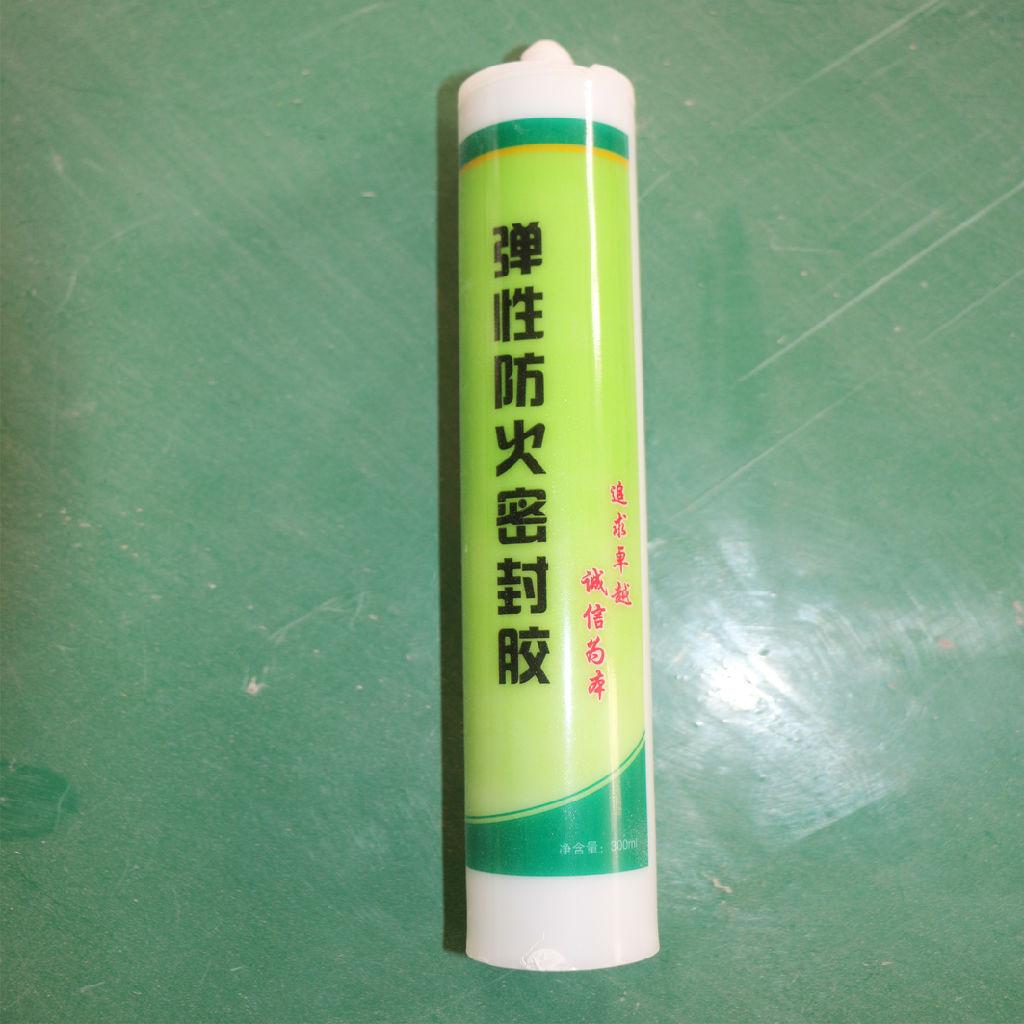 弹性防火密封胶
追求卓越
诚信为本
净含量：300ml